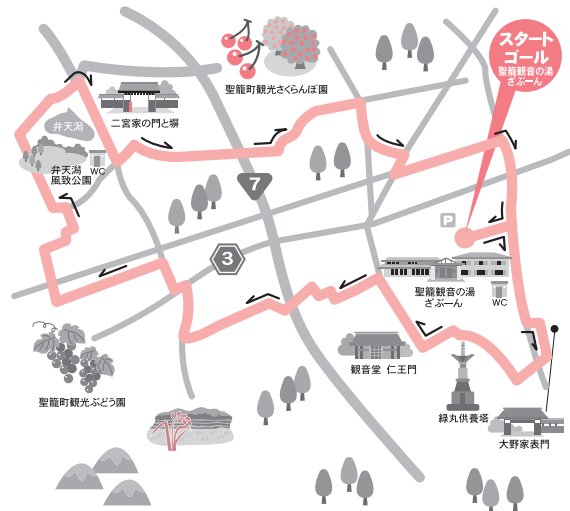 スタート
ゴール
聖籠観音の湯
ざぶーん
聖籠町観光さくらんぼ園
二宮家の門と塀
弁天潟
弁天潟
風致公園
WC
7
P
3
聖籠観音の湯
ざぶーん
WC
観音堂 仁王門
聖籠町観光ぶどう園
緑丸供養塔
大野家表門